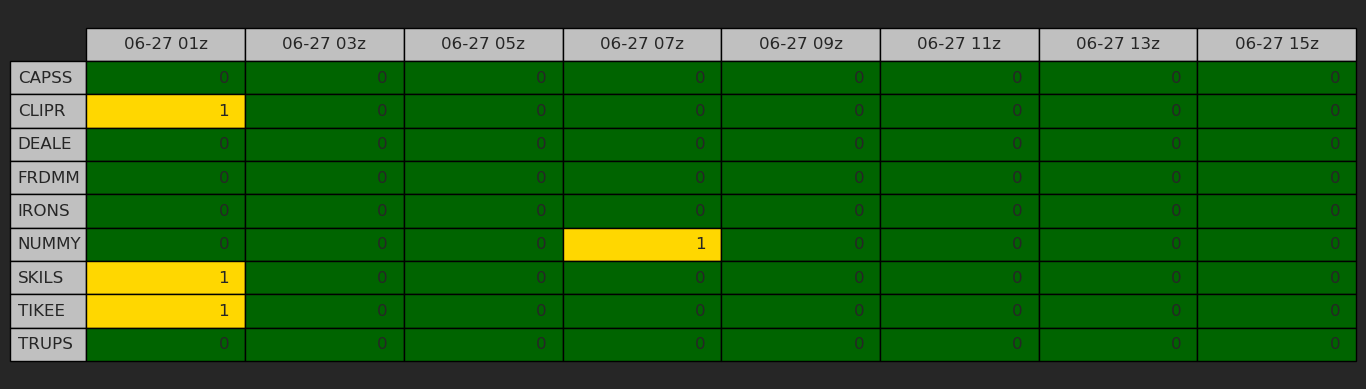 06-27 01z 06-27 03z 06-27 05z 06-27 07z 06-27 09z 06-27 11z 06-27 13z 06-27 15z
CAPSS 0 0 0 0 0 0 0 0
CLIPR 1 0 0 0 0 0 0 0
DEALE 0 0 0 0 0 0 0 0
FRDMM 0 0 0 0 0 0 0 0
IRONS 0 0 0 0 0 0 0 0
NUMMY 0 0 0 1 0 0 0 0
SKILS 1 0 0 0 0 0 0 0
TIKEE 1 0 0 0 0 0 0 0
TRUPS 0 0 0 0 0 0 0 0